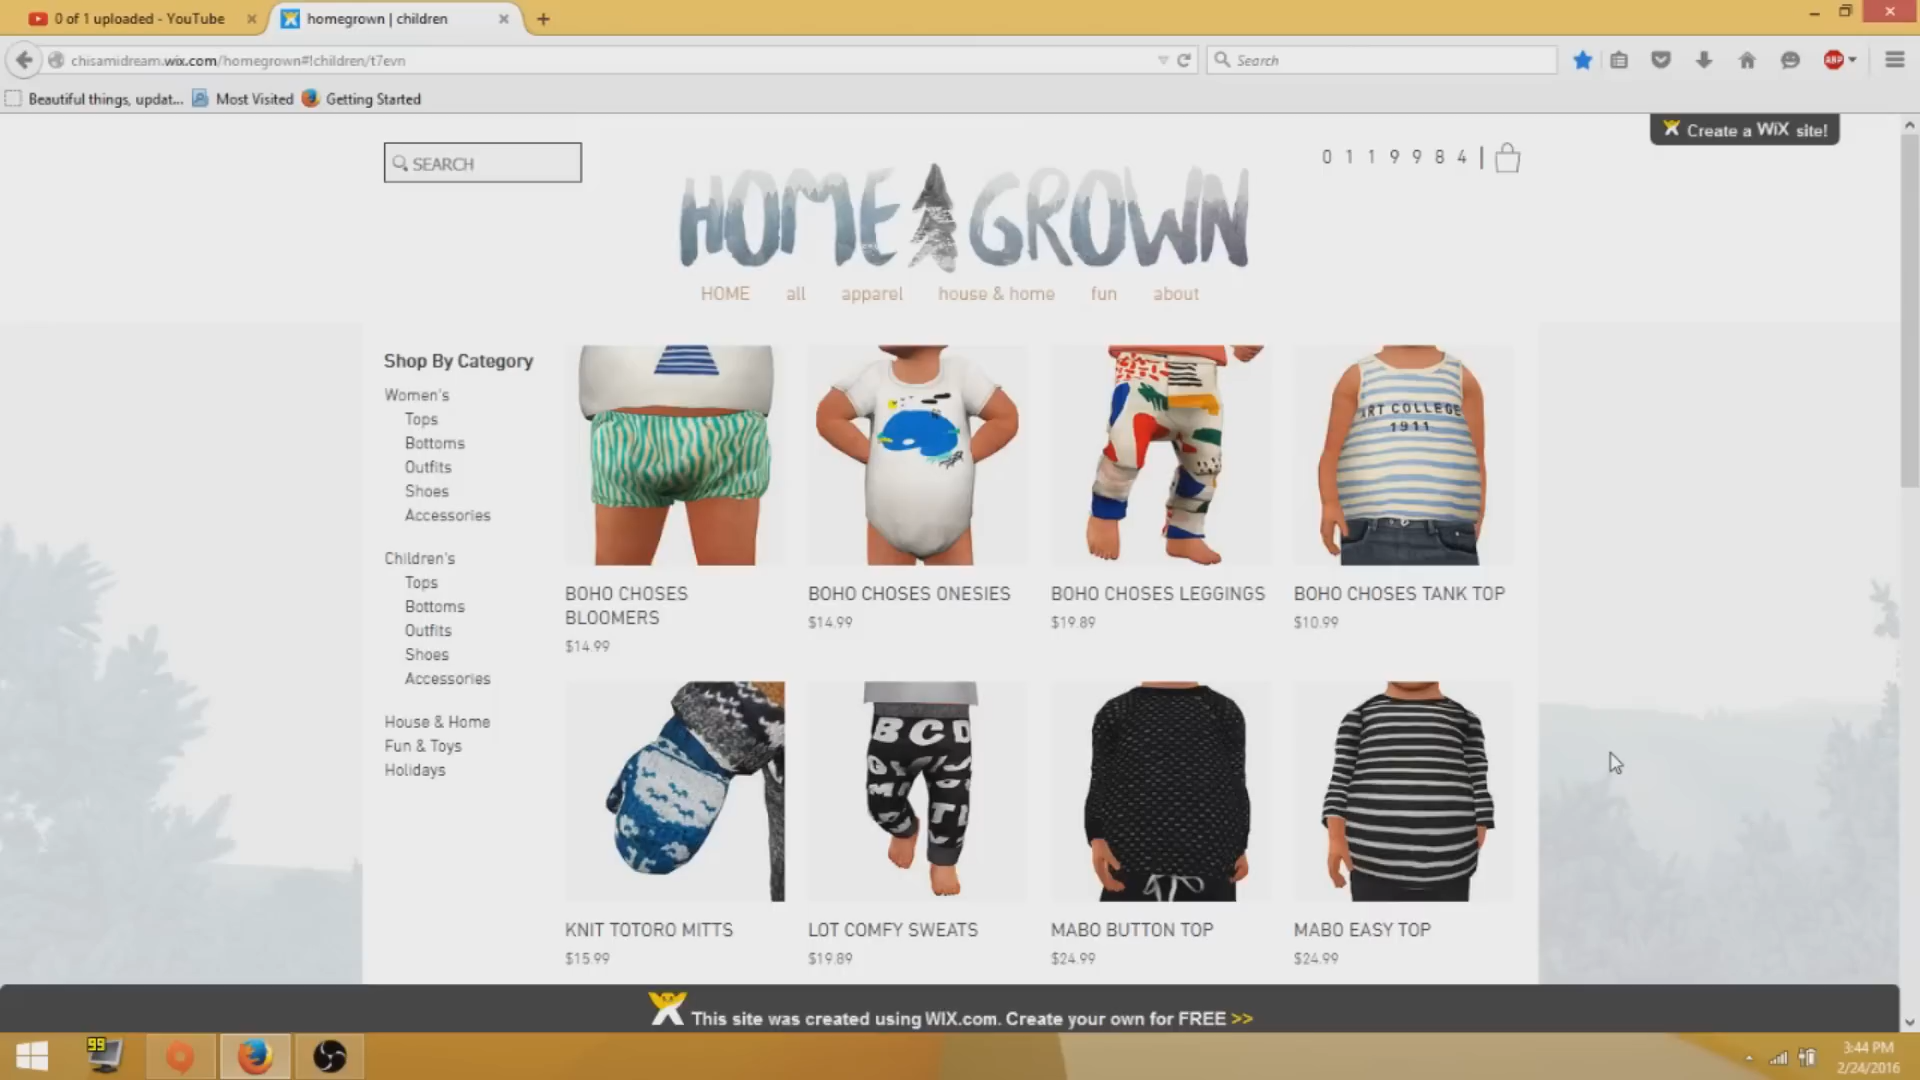 0 of 1 uploaded - YouTube
homegrown | children
chisamidream.wix.com/homegrown#!children/t7evn
Search
ABP
Beautiful things, updat...
Most Visited
Getting Started
Create a WiX site!
SEARCH
0 1 1 9 9 8 4 |
HOME GROWN
HOME
all
apparel
house & home
fun
about
Shop By Category
Women's
Tops
Bottoms
Outfits
Shoes
Accessories
Children's
Tops
Bottoms
Outfits
Shoes
Accessories
House & Home
Fun & Toys
Holidays
ART COLLEGE
1911
BOHO CHOSES
BLOOMERS
$14.99
BOHO CHOSES ONESIES
$14.99
BOHO CHOSES LEGGINGS
$19.89
BOHO CHOSES TANK TOP
$10.99
BCD
KNIT TOTORO MITTS
$15.99
LOT COMFY SWEATS
$19.89
MABO BUTTON TOP
$24.99
MABO EASY TOP
$24.99
This site was created using WIX.com. Create your own for FREE >>
99
3:44 PM
2/24/2016